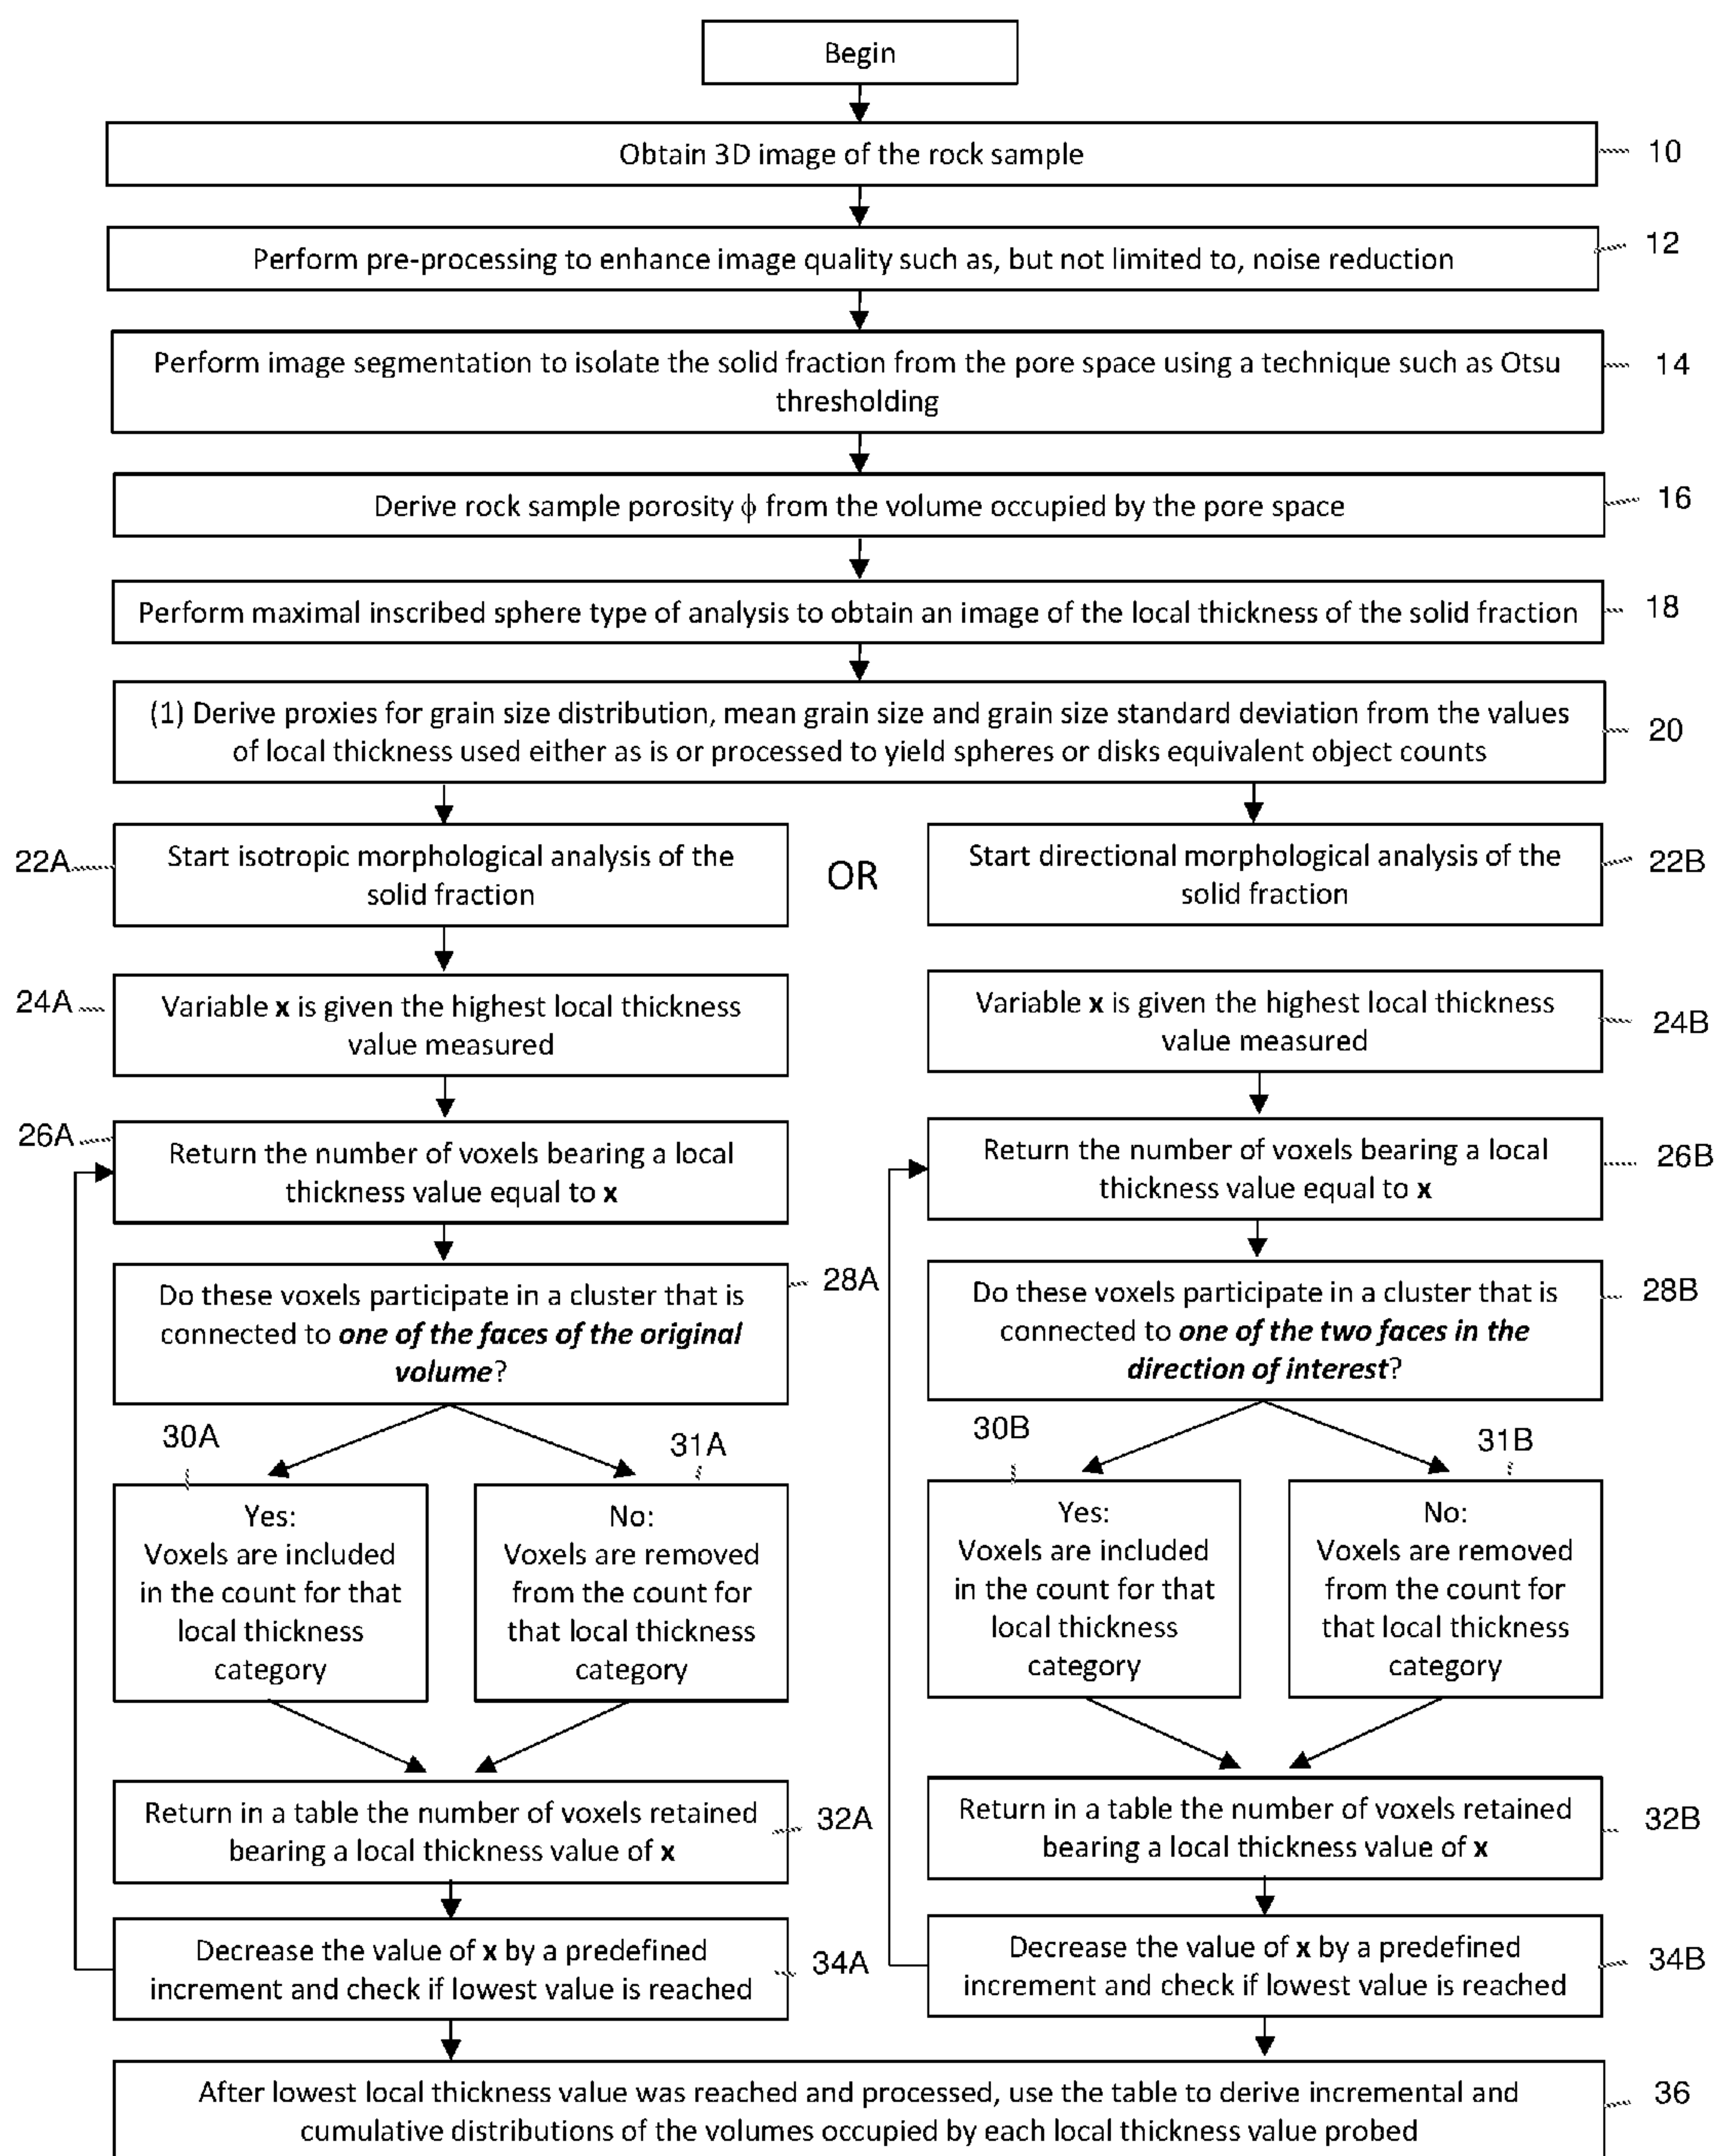 Begin
Obtain 3D image of the rock sample
10
Perform pre-processing to enhance image quality such as, but not limited to, noise reduction
12
Perform image segmentation to isolate the solid fraction from the pore space using a technique such as Otsu
thresholding
14
Derive rock sample porosity ϕ from the volume occupied by the pore space
16
Perform maximal inscribed sphere type of analysis to obtain an image of the local thickness of the solid fraction
18
(1) Derive proxies for grain size distribution, mean grain size and grain size standard deviation from the values
of local thickness used either as is or processed to yield spheres or disks equivalent object counts
20
22A
Start isotropic morphological analysis of the
solid fraction
OR
Start directional morphological analysis of the
solid fraction
22B
24A
Variable x is given the highest local thickness
value measured
Variable x is given the highest local thickness
value measured
24B
26A
Return the number of voxels bearing a local
thickness value equal to x
Return the number of voxels bearing a local
thickness value equal to x
26B
Do these voxels participate in a cluster that is
connected to one of the faces of the original
volume?
28A
Do these voxels participate in a cluster that is
connected to one of the two faces in the
direction of interest?
28B
30A
31A
30B
31B
Yes:
Voxels are included
in the count for that
local thickness
category
No:
Voxels are removed
from the count for
that local thickness
category
Yes:
Voxels are included
in the count for that
local thickness
category
No:
Voxels are removed
from the count for
that local thickness
category
Return in a table the number of voxels retained
bearing a local thickness value of x
32A
Return in a table the number of voxels retained
bearing a local thickness value of x
32B
Decrease the value of x by a predefined
increment and check if lowest value is reached
34A
Decrease the value of x by a predefined
increment and check if lowest value is reached
34B
After lowest local thickness value was reached and processed, use the table to derive incremental and
cumulative distributions of the volumes occupied by each local thickness value probed
36